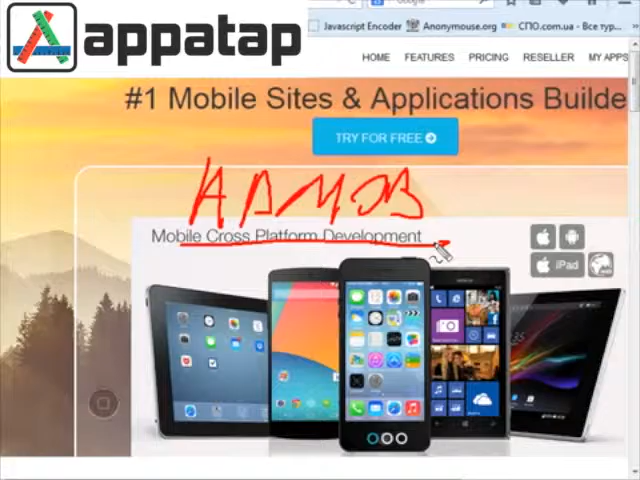 appatap
Javascript Encoder Anonymouse.org СПО.com.ua - Все тур...
HOME FEATURES PRICING RESELLER MY APPS
#1 Mobile Sites & Applications Builde
TRY FOR FREE
ADMOB
Mobile Cross Platform Development
iPad